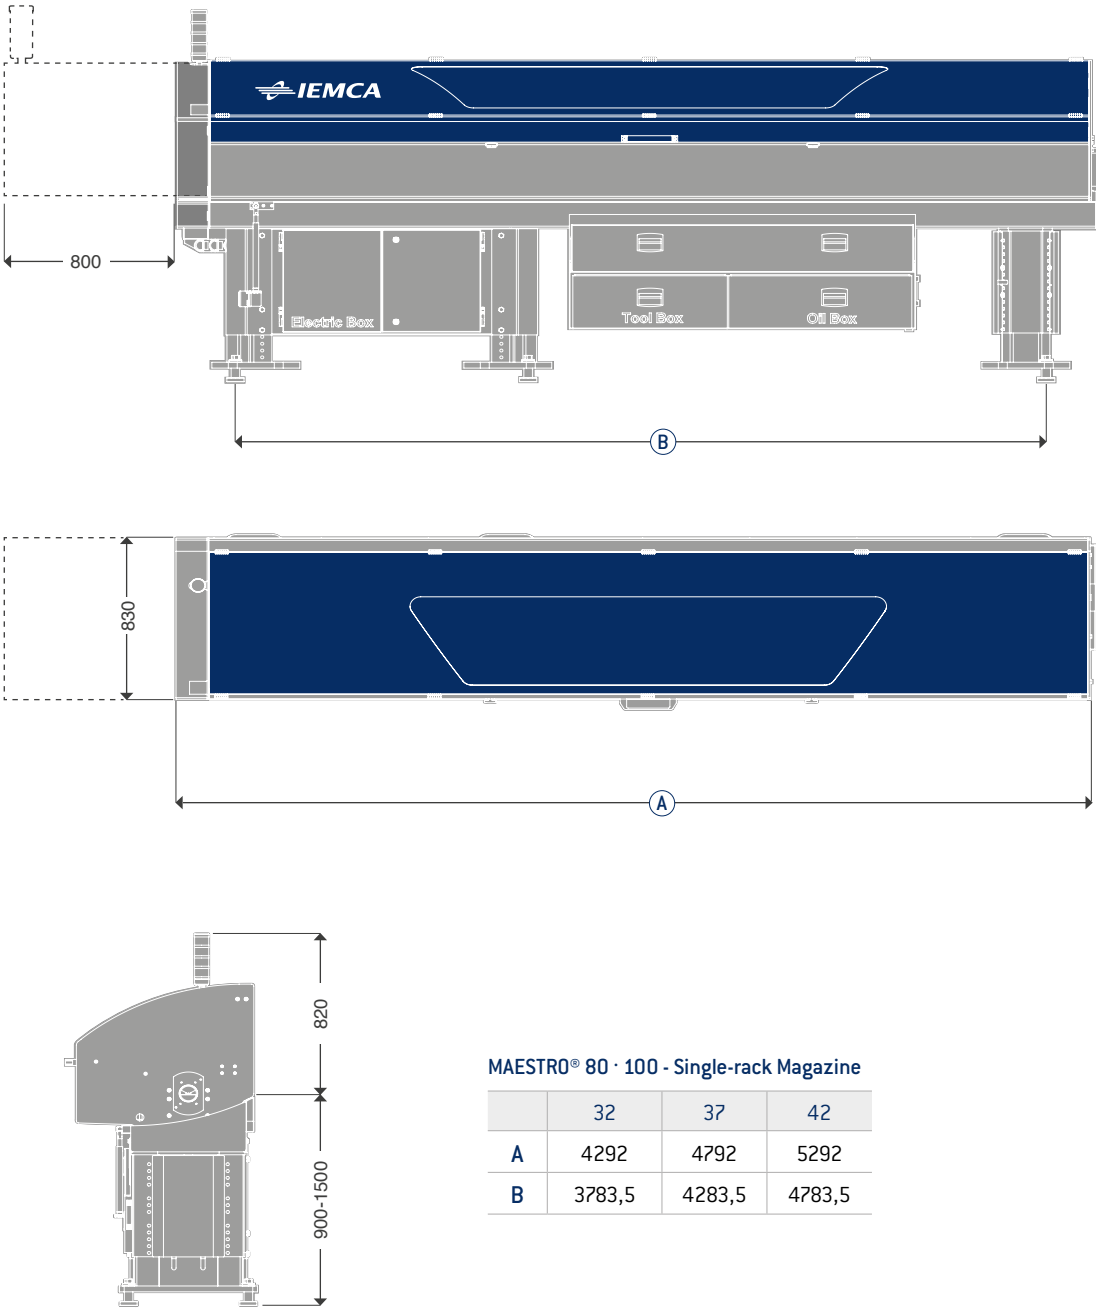 IEMCA
800
Electric Box
Tool Box
Oil Box
B
830
A
820
900-1500
MAESTRO® 80 · 100 - Single-rack Magazine
32 37 42
A 4292 4792 5292
B 3783,5 4283,5 4783,5